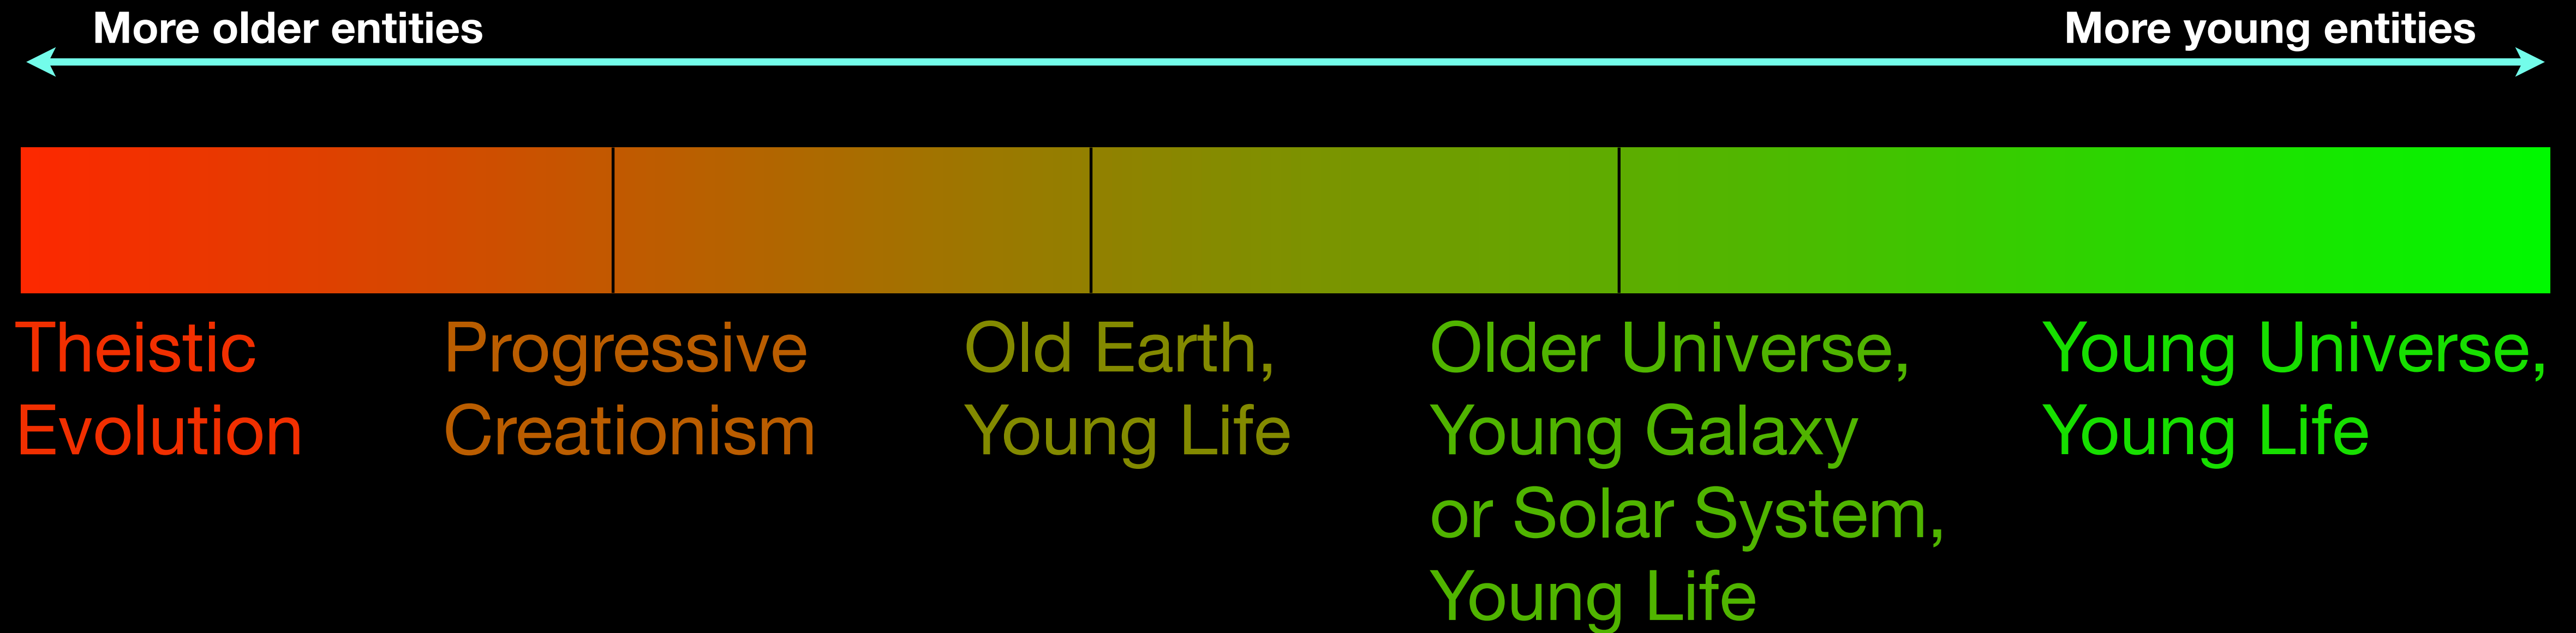 More older entities
More young entities
Theistic
Evolution
Progressive
Creationism
Old Earth,
Young Life
Older Universe,
Young Galaxy
or Solar System,
Young Life
Young Universe,
Young Life